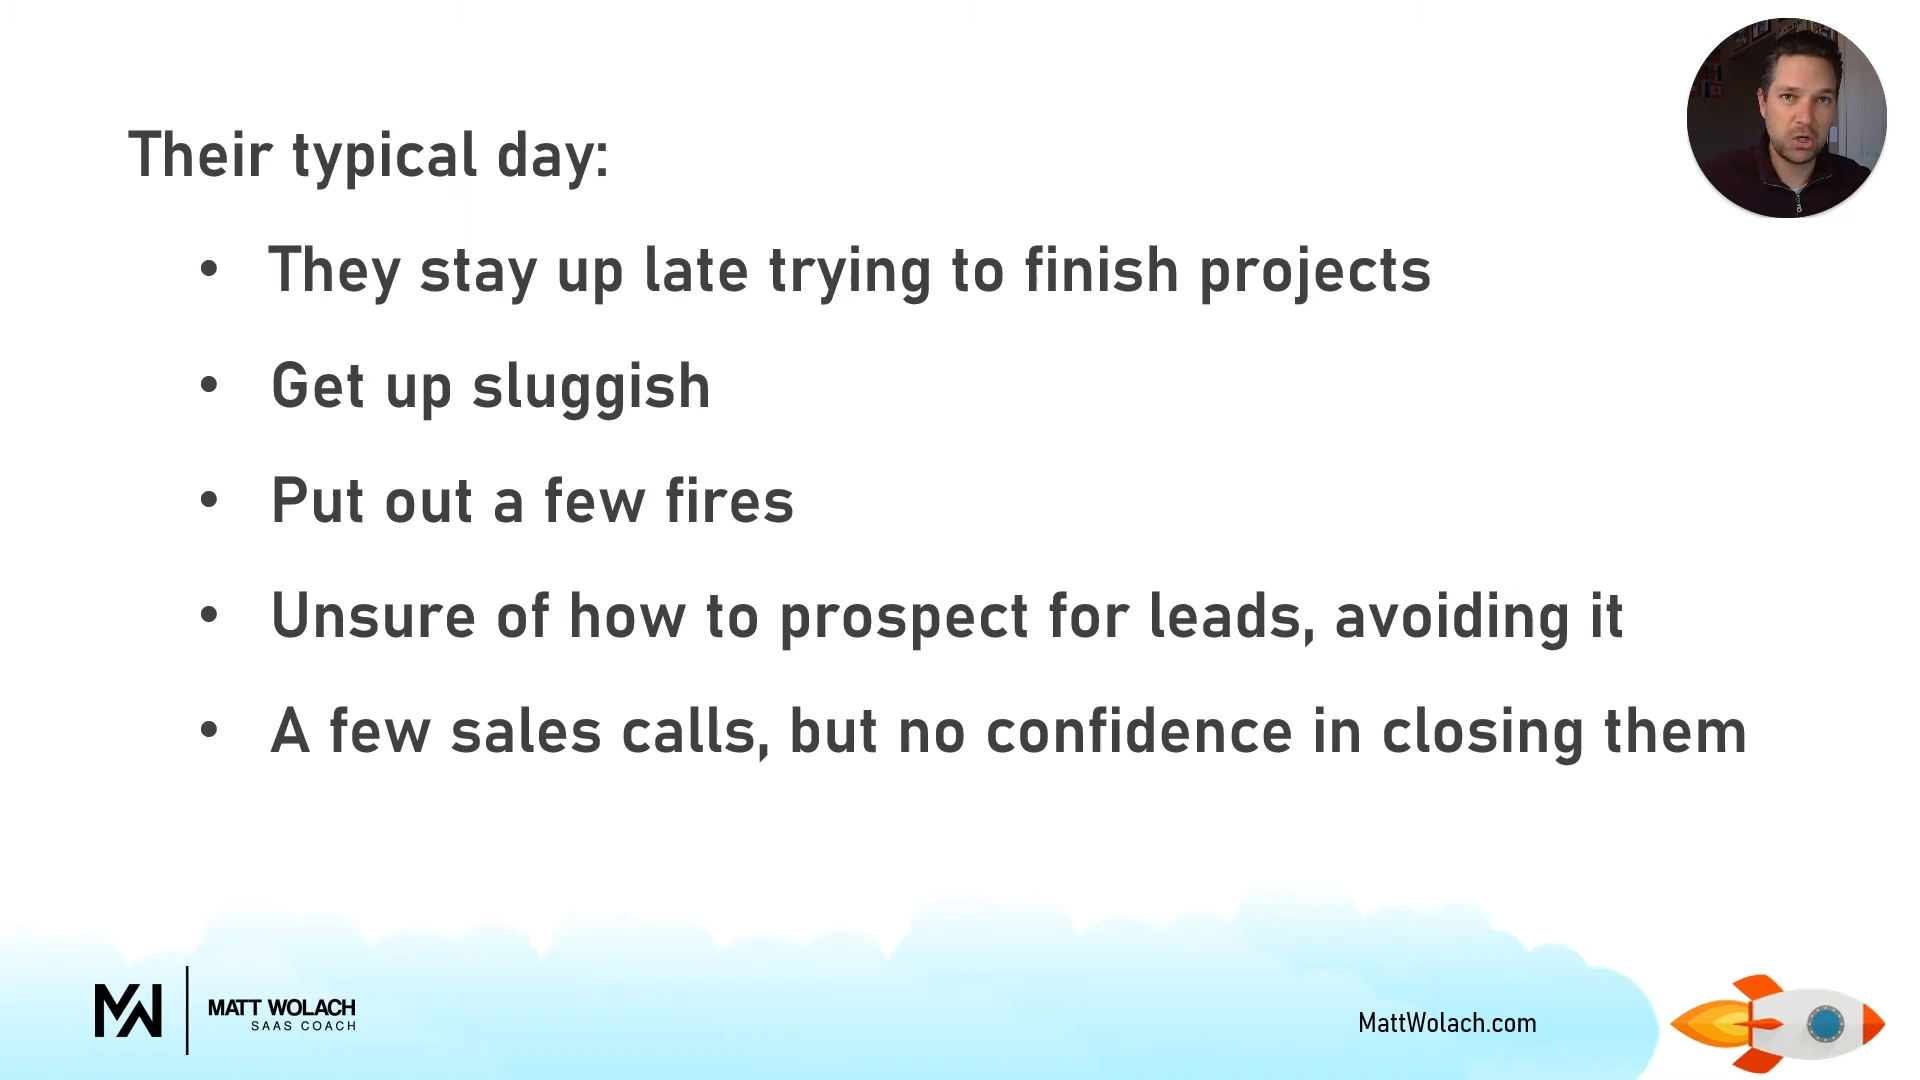 Their typical day:
• They stay up late trying to finish projects
• Get up sluggish
• Put out a few fires
• Unsure of how to prospect for leads, avoiding it
• A few sales calls, but no confidence in closing them
MW
MATT WOLACH
SAAS COACH
MattWolach.com